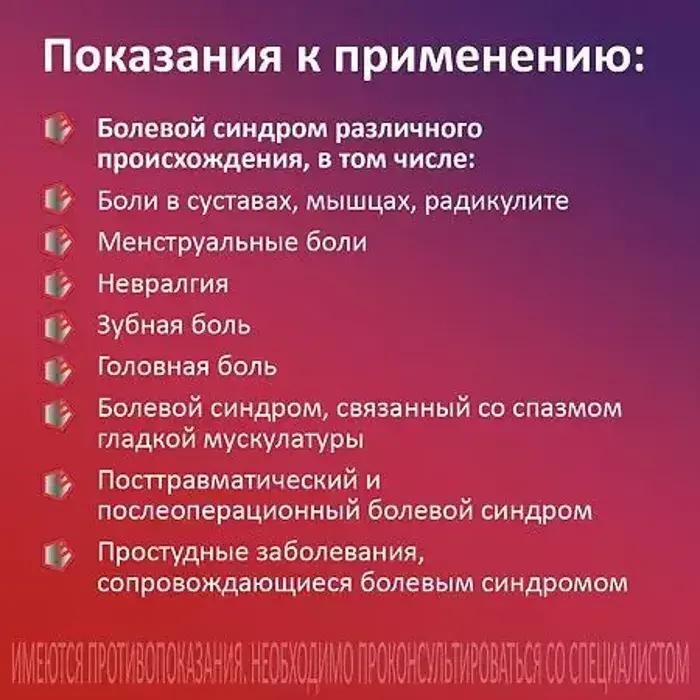 Показания к применению:
Болевой синдром различного
происхождения, в том числе:
Боли в суставах, мышцах, радикулите
Менструальные боли
Невралгия
Зубная боль
Головная боль
Болевой синдром, связанный со спазмом
гладкой мускулатуры
Посттравматический и
послеоперационный болевой синдром
Простудные заболевания,
сопровождающиеся болевым синдромом
ИМЕЮТСЯ ПРОТИВОПОКАЗАНИЯ. НЕОБХОДИМО ПРОКОНСУЛЬТИРОВАТЬСЯ СО СПЕЦИАЛИСТОМ